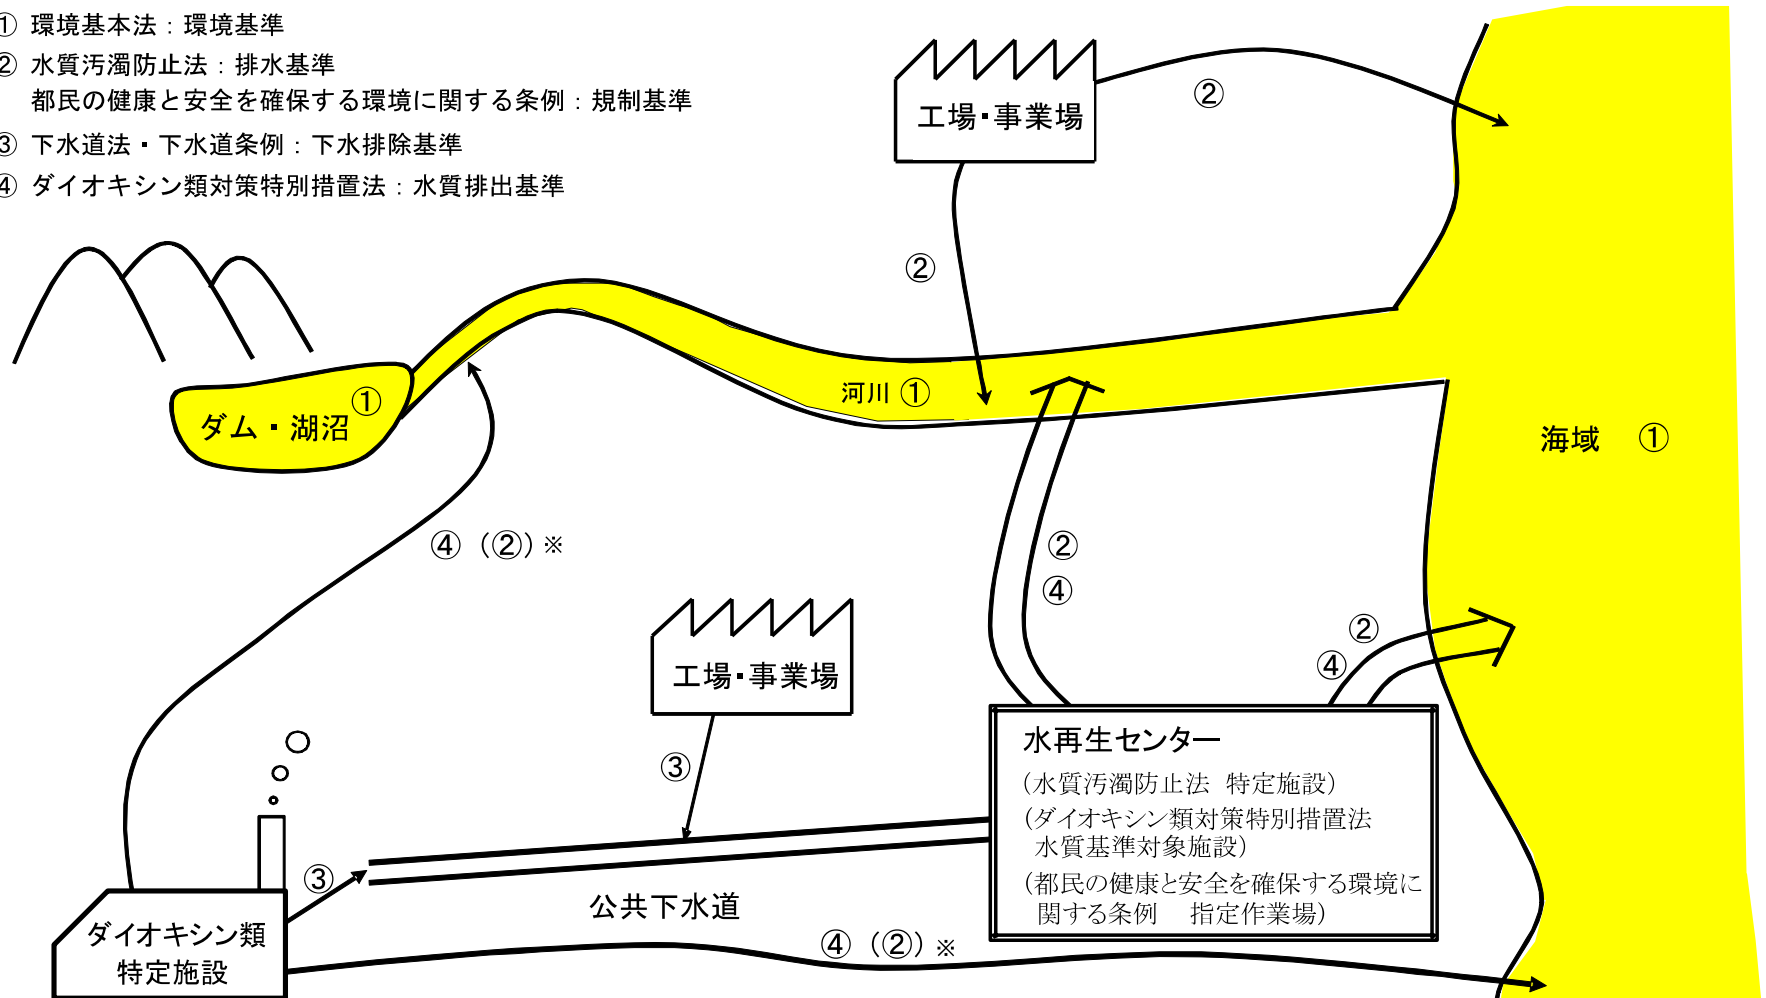 ① 環境基本法：環境基準
② 水質汚濁防止法：排水基準
都民の健康と安全を確保する環境に関する条例：規制基準
③ 下水道法・下水道条例：下水排除基準
④ ダイオキシン類対策特別措置法：水質排出基準
工場・事業場
②
②
河川 ①
ダム・湖沼 ①
海域 ①
④（②）※
②
④
②
④
工場・事業場
③
水再生センター
（水質汚濁防止法 特定施設）
（ダイオキシン類対策特別措置法
水質基準対象施設）
（都民の健康と安全を確保する環境に
関する条例 指定作業場）
③
公共下水道
ダイオキシン類
特定施設
④（②）※